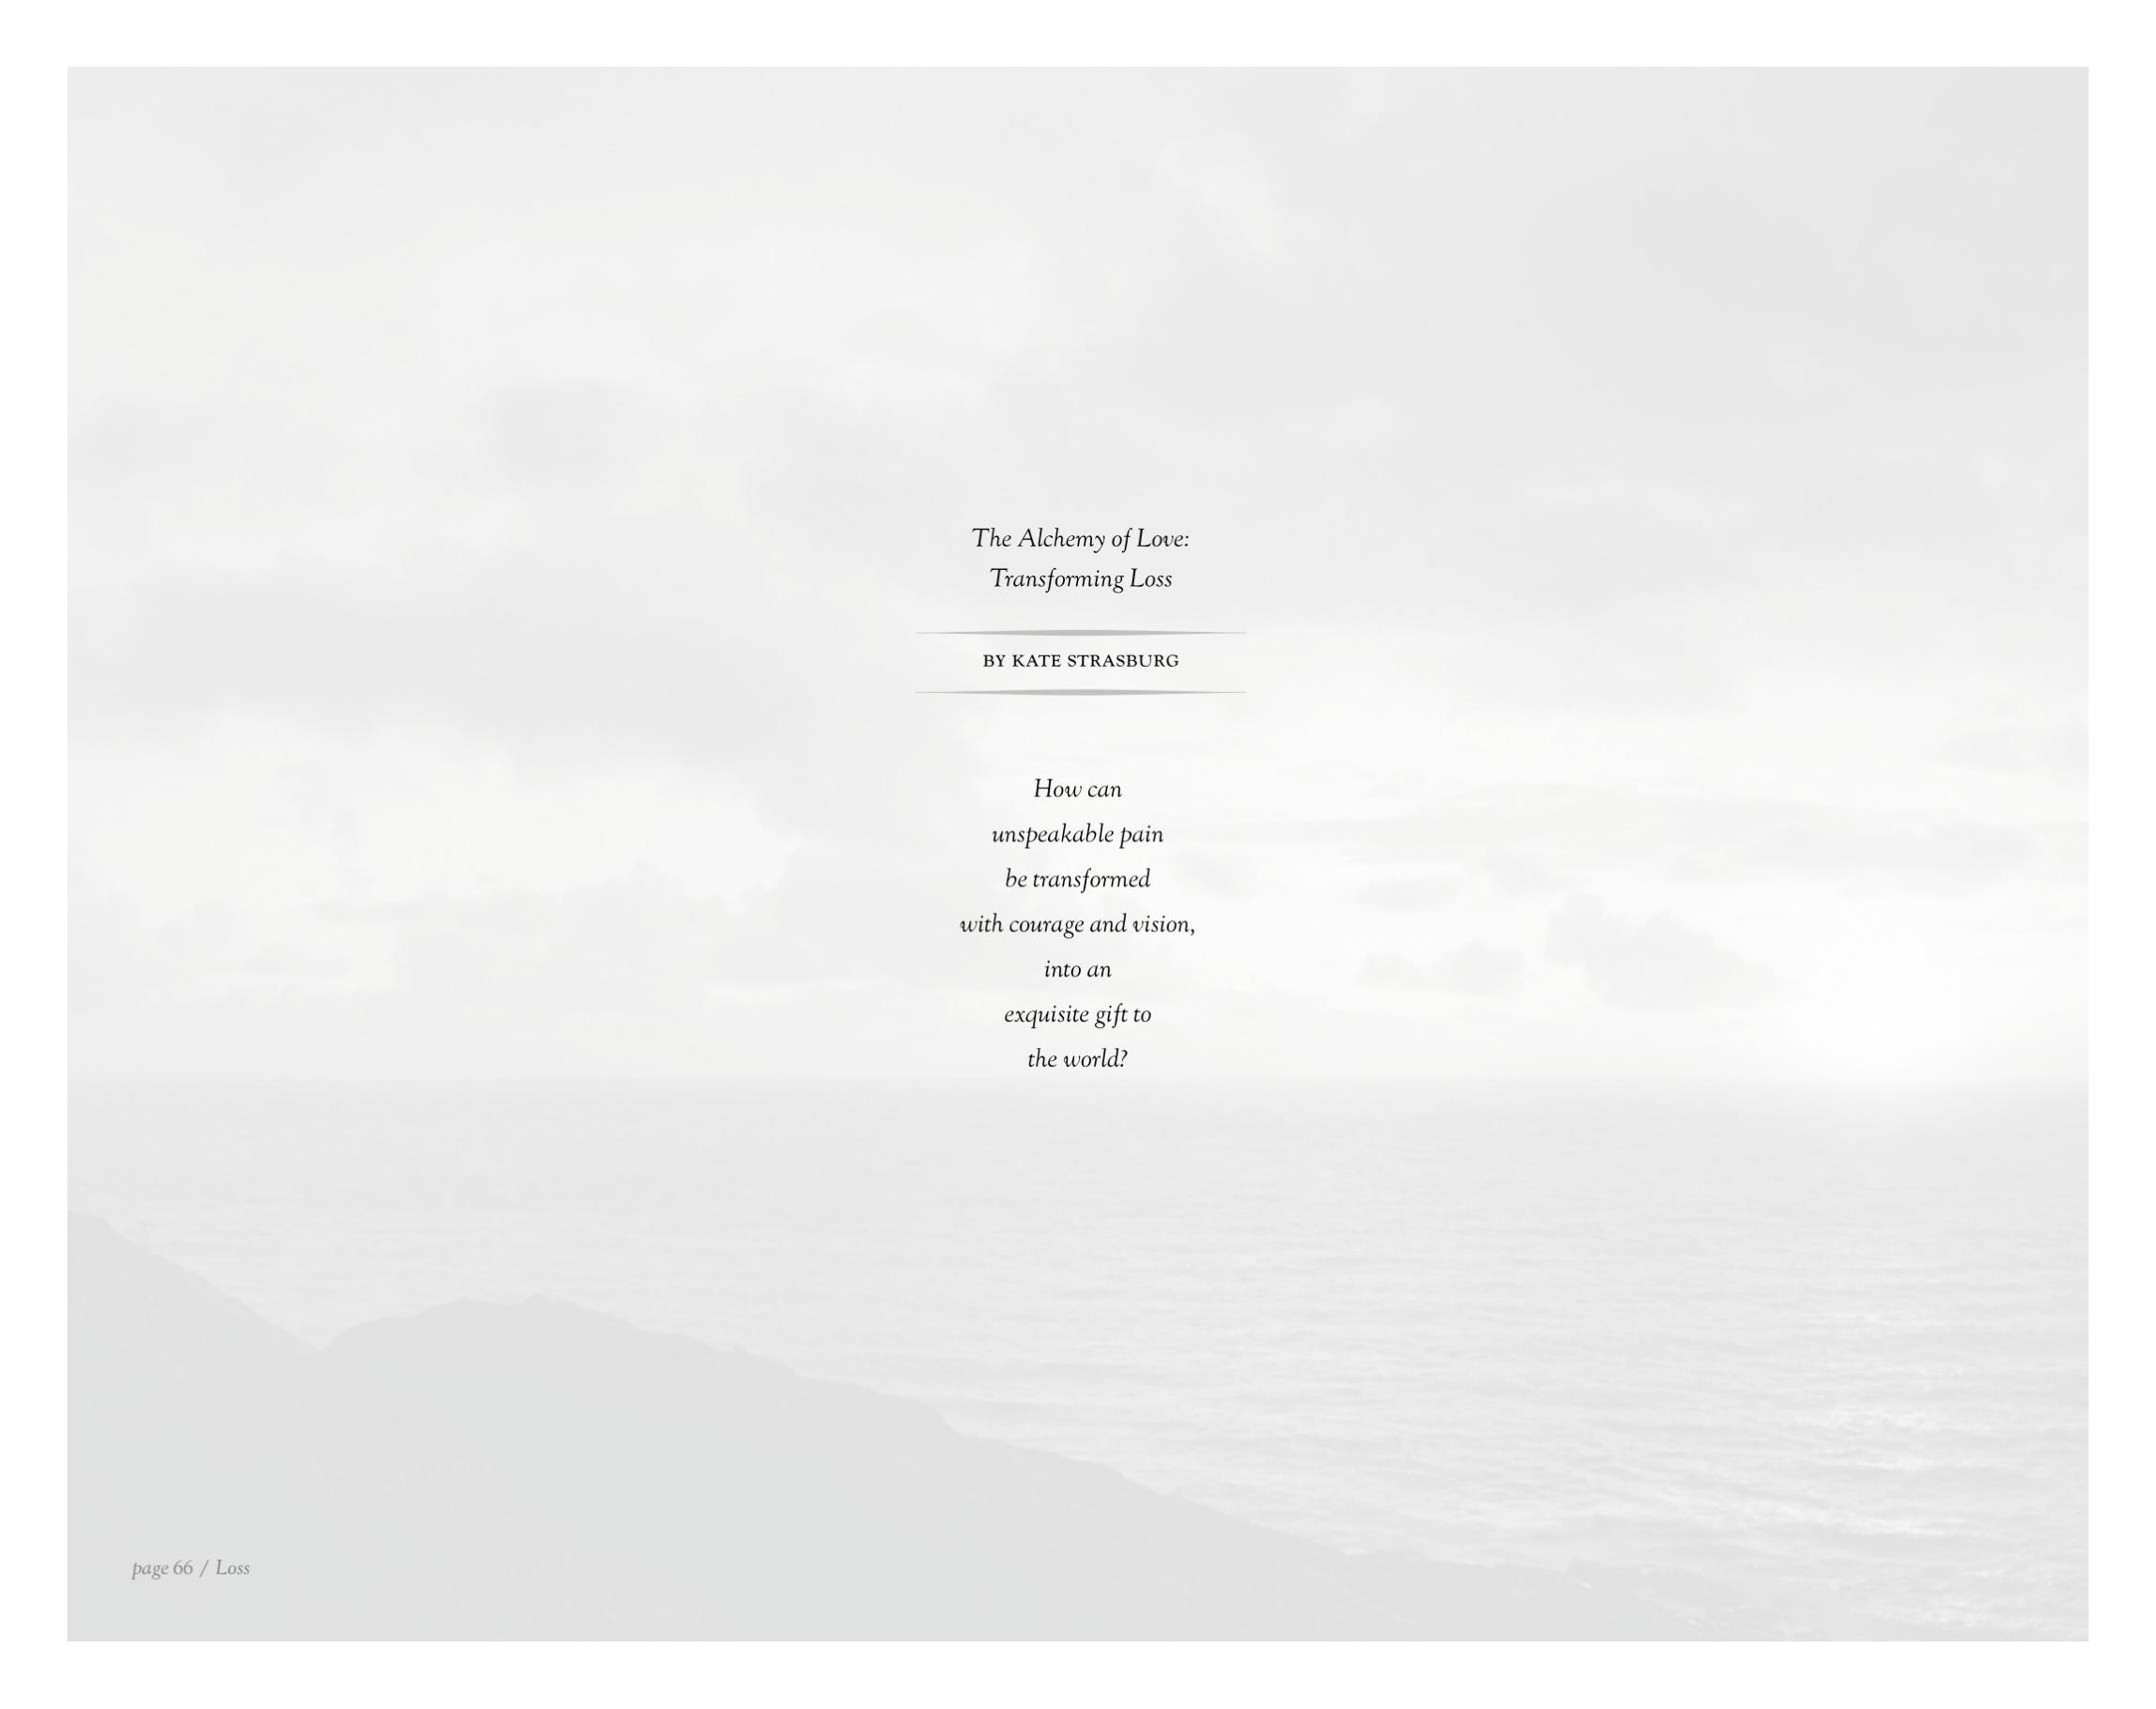 The Alchemy of Love:
Transforming Loss
BY KATE STRASBURG
How can
unspeakable pain
be transformed
with courage and vision,
into an
exquisite gift to
the world?
page 66 / Loss